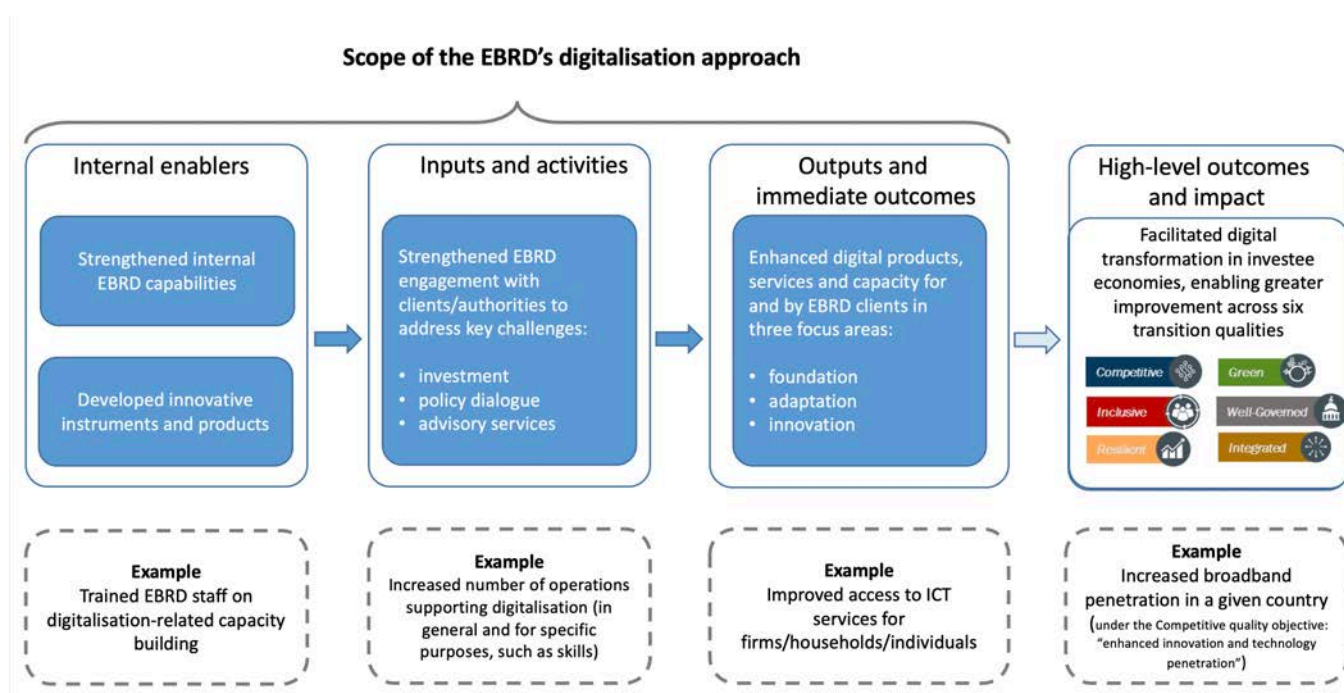 Scope of the EBRD’s digitalisation approach
Internal enablers
Strengthened internal
EBRD capabilities
Developed innovative
instruments and products
Inputs and activities
Strengthened EBRD
engagement with
clients/authorities to
address key challenges:
• investment
• policy dialogue
• advisory services
Outputs and
immediate outcomes
Enhanced digital products,
services and capacity for
and by EBRD clients in
three focus areas:
• foundation
• adaptation
• innovation
High-level outcomes
and impact
Facilitated digital
transformation in investee
economies, enabling greater
improvement across six
transition qualities
Competitive
Green
Inclusive
Well-Governed
Resilient
Integrated
Example
Trained EBRD staff on
digitalisation-related capacity
building
Example
Increased number of operations
supporting digitalisation (in
general and for specific
purposes, such as skills)
Example
Improved access to ICT
services for
firms/households/individuals
Example
Increased broadband
penetration in a given country
(under the Competitive quality objective:
“enhanced innovation and technology
penetration”)